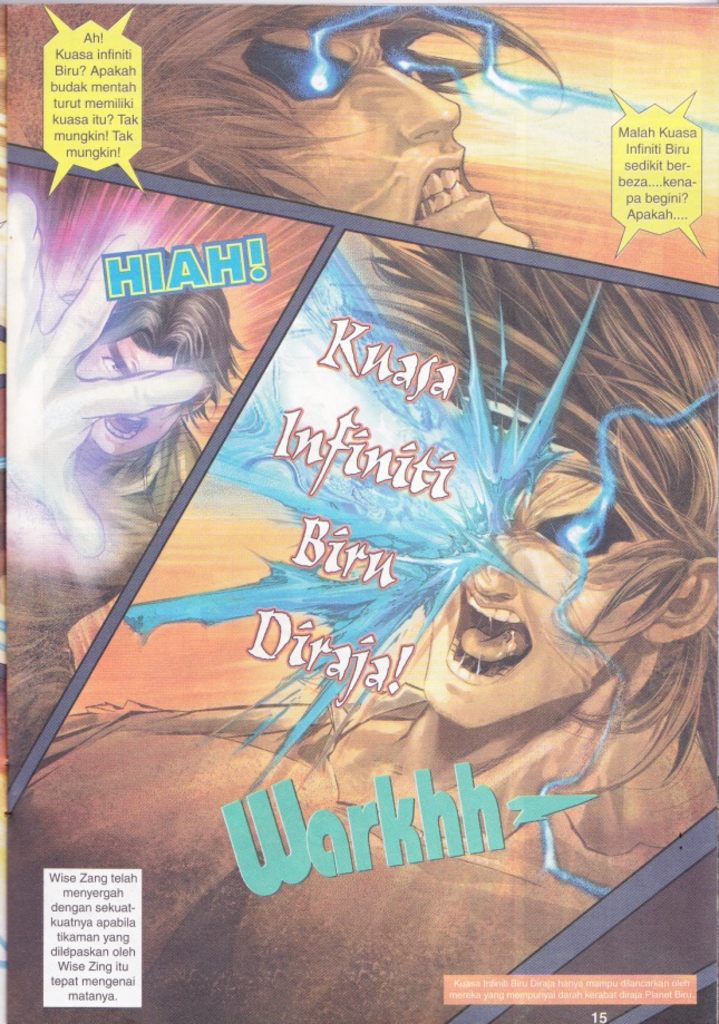 Ah!
Kuasa infiniti
Biru? Apakah
budak mentah
turut memiliki
kuasa itu? Tak
mungkin! Tak
mungkin!
Malah Kuasa
Infiniti Biru
sedikit ber-
beza....kena-
pa begini?
Apakah....
HIAH!
Kuasa
Infiniti
Biru
Diraja!
Warkhh
Wise Zang telah
menyergah
dengan sekuat-
kuatnya apabila
tikaman yang
dilepaskan oleh
Wise Zing itu
tepat mengenai
matanya.
Kuasa Infiniti Biru Diraja hanya mampu dilancarkan oleh
mereka yang mempunyai darah kerabat diraja Planet Biru.
15